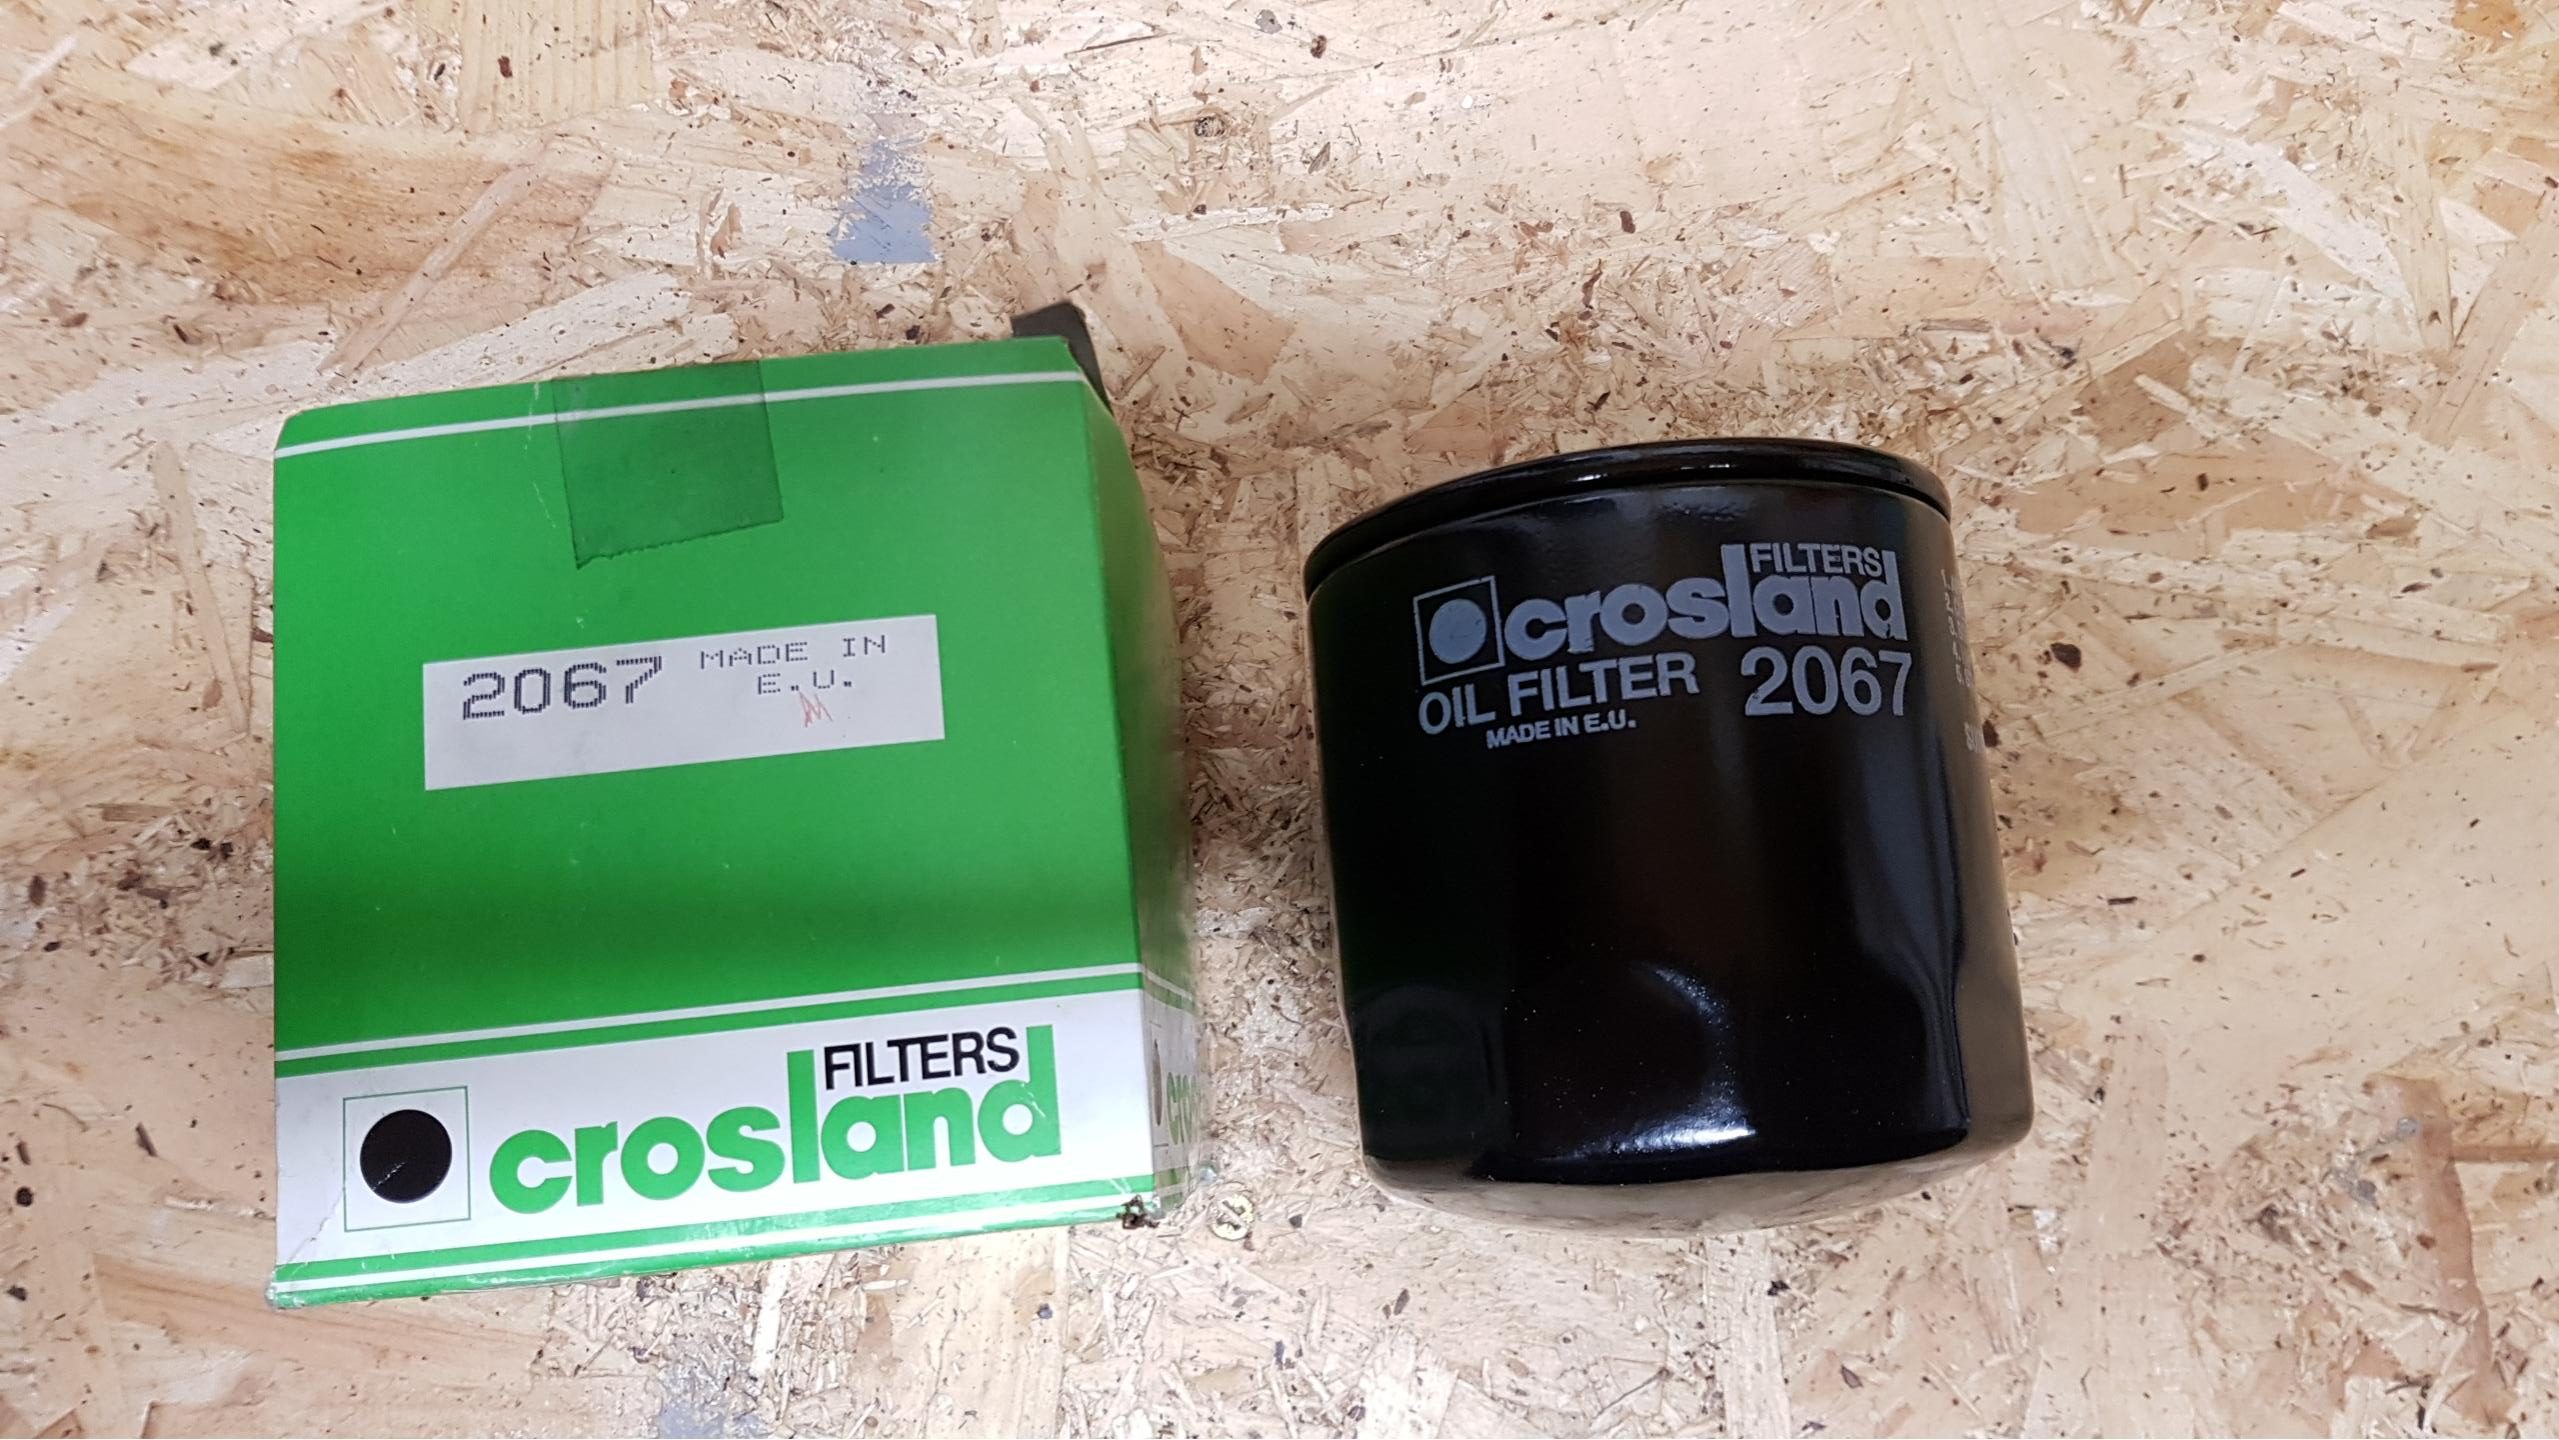 2067 MADE IN
E.U.
FILTERS
crosland
FILTERS
crosland
OIL FILTER 2067
MADE IN E.U.